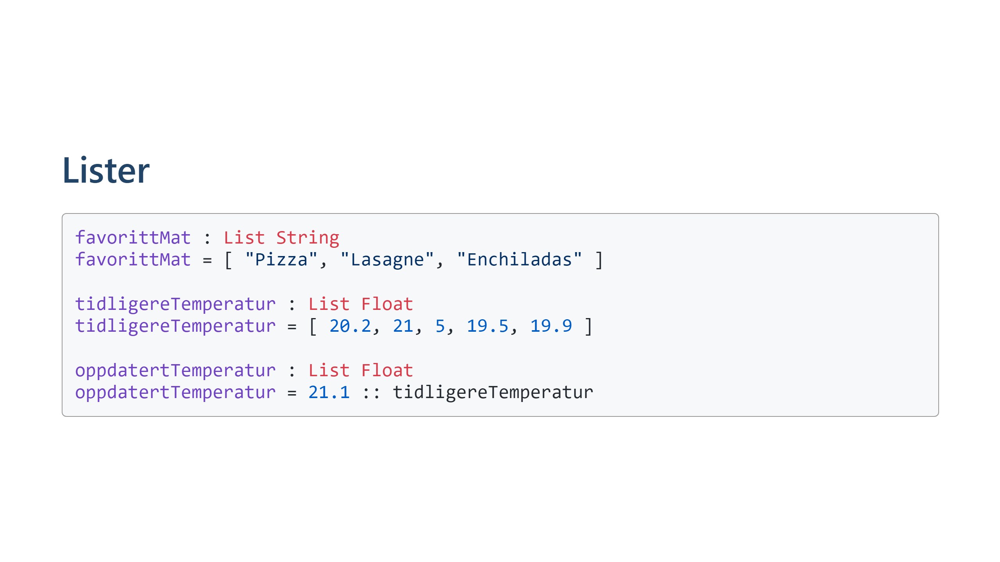 Lister
favorittMat : List String
favorittMat = [ "Pizza", "Lasagne", "Enchiladas" ]
tidligereTemperatur : List Float
tidligereTemperatur = [ 20.2, 21, 5, 19.5, 19.9 ]
oppdatertTemperatur : List Float
oppdatertTemperatur = 21.1 :: tidligereTemperatur